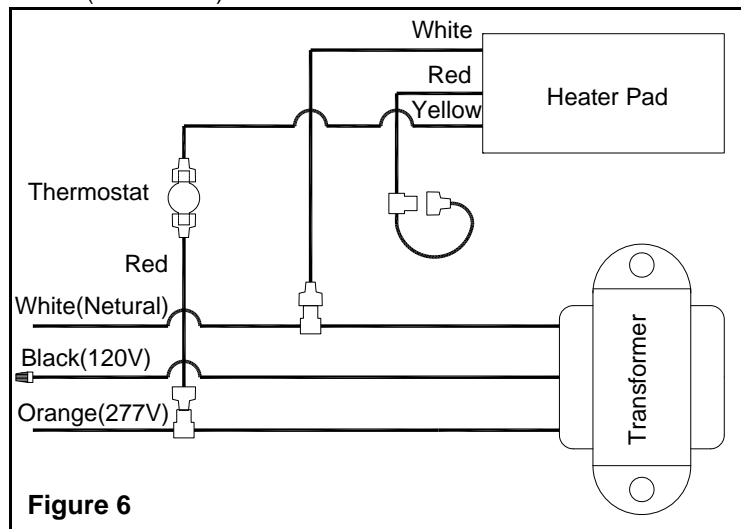 White
Red
Yellow
Heater Pad
Thermostat
Red
White(Netural)
Black(120V)
Orange(277V)
Transformer
Figure 6